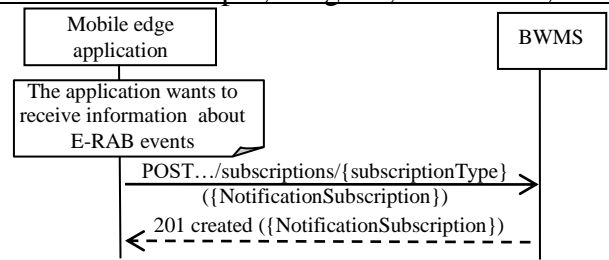 Mobile edge
application
BWMS
The application wants to
receive information about
E-RAB events
POST…/subscriptions/{subscriptionType}
({NotificationSubscription})
201 created ({NotificationSubscription})